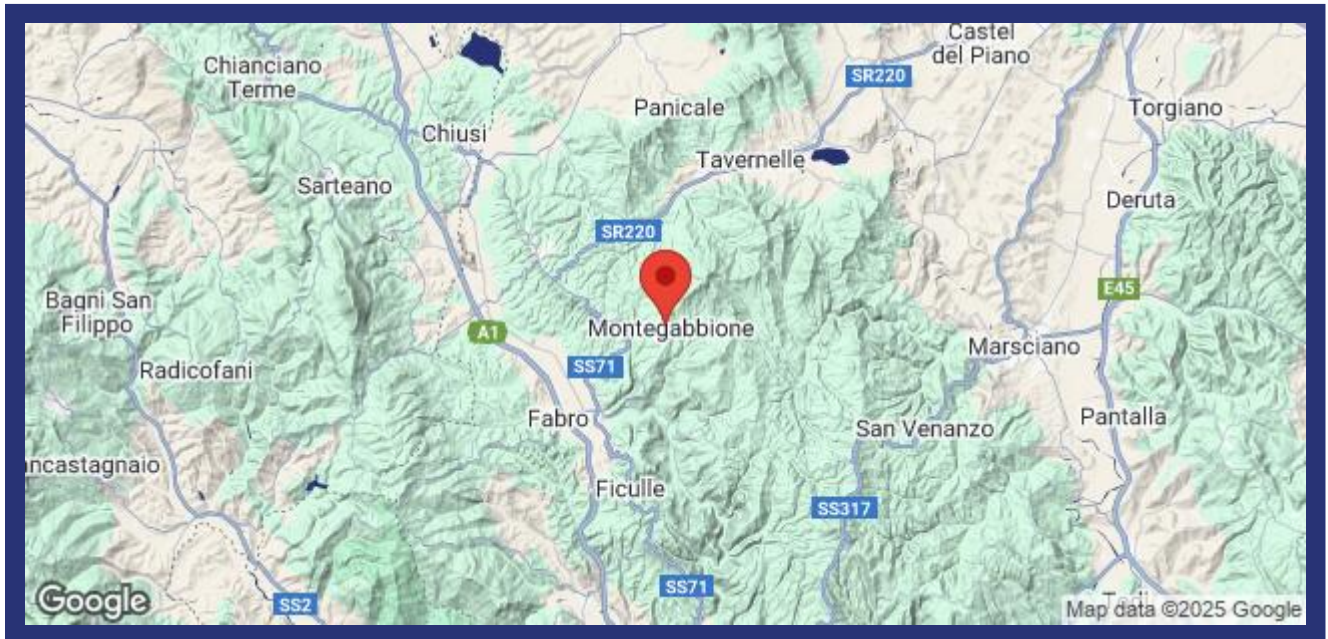 Castel
del Piano
Chianciano
Terme
SR220
Panicale
Torgiano
Chiusi
Tavernelle
Sarteano
Deruta
SR220
Bagni San
Filippo
E45
Montegabbione
A1
Marsciano
SS71
Radicofani
Fabro
Pantalla
San Venanzo
ncastagnaio
Ficulle
SS317
SS71
Google
SS2
Map data ©2025 Google